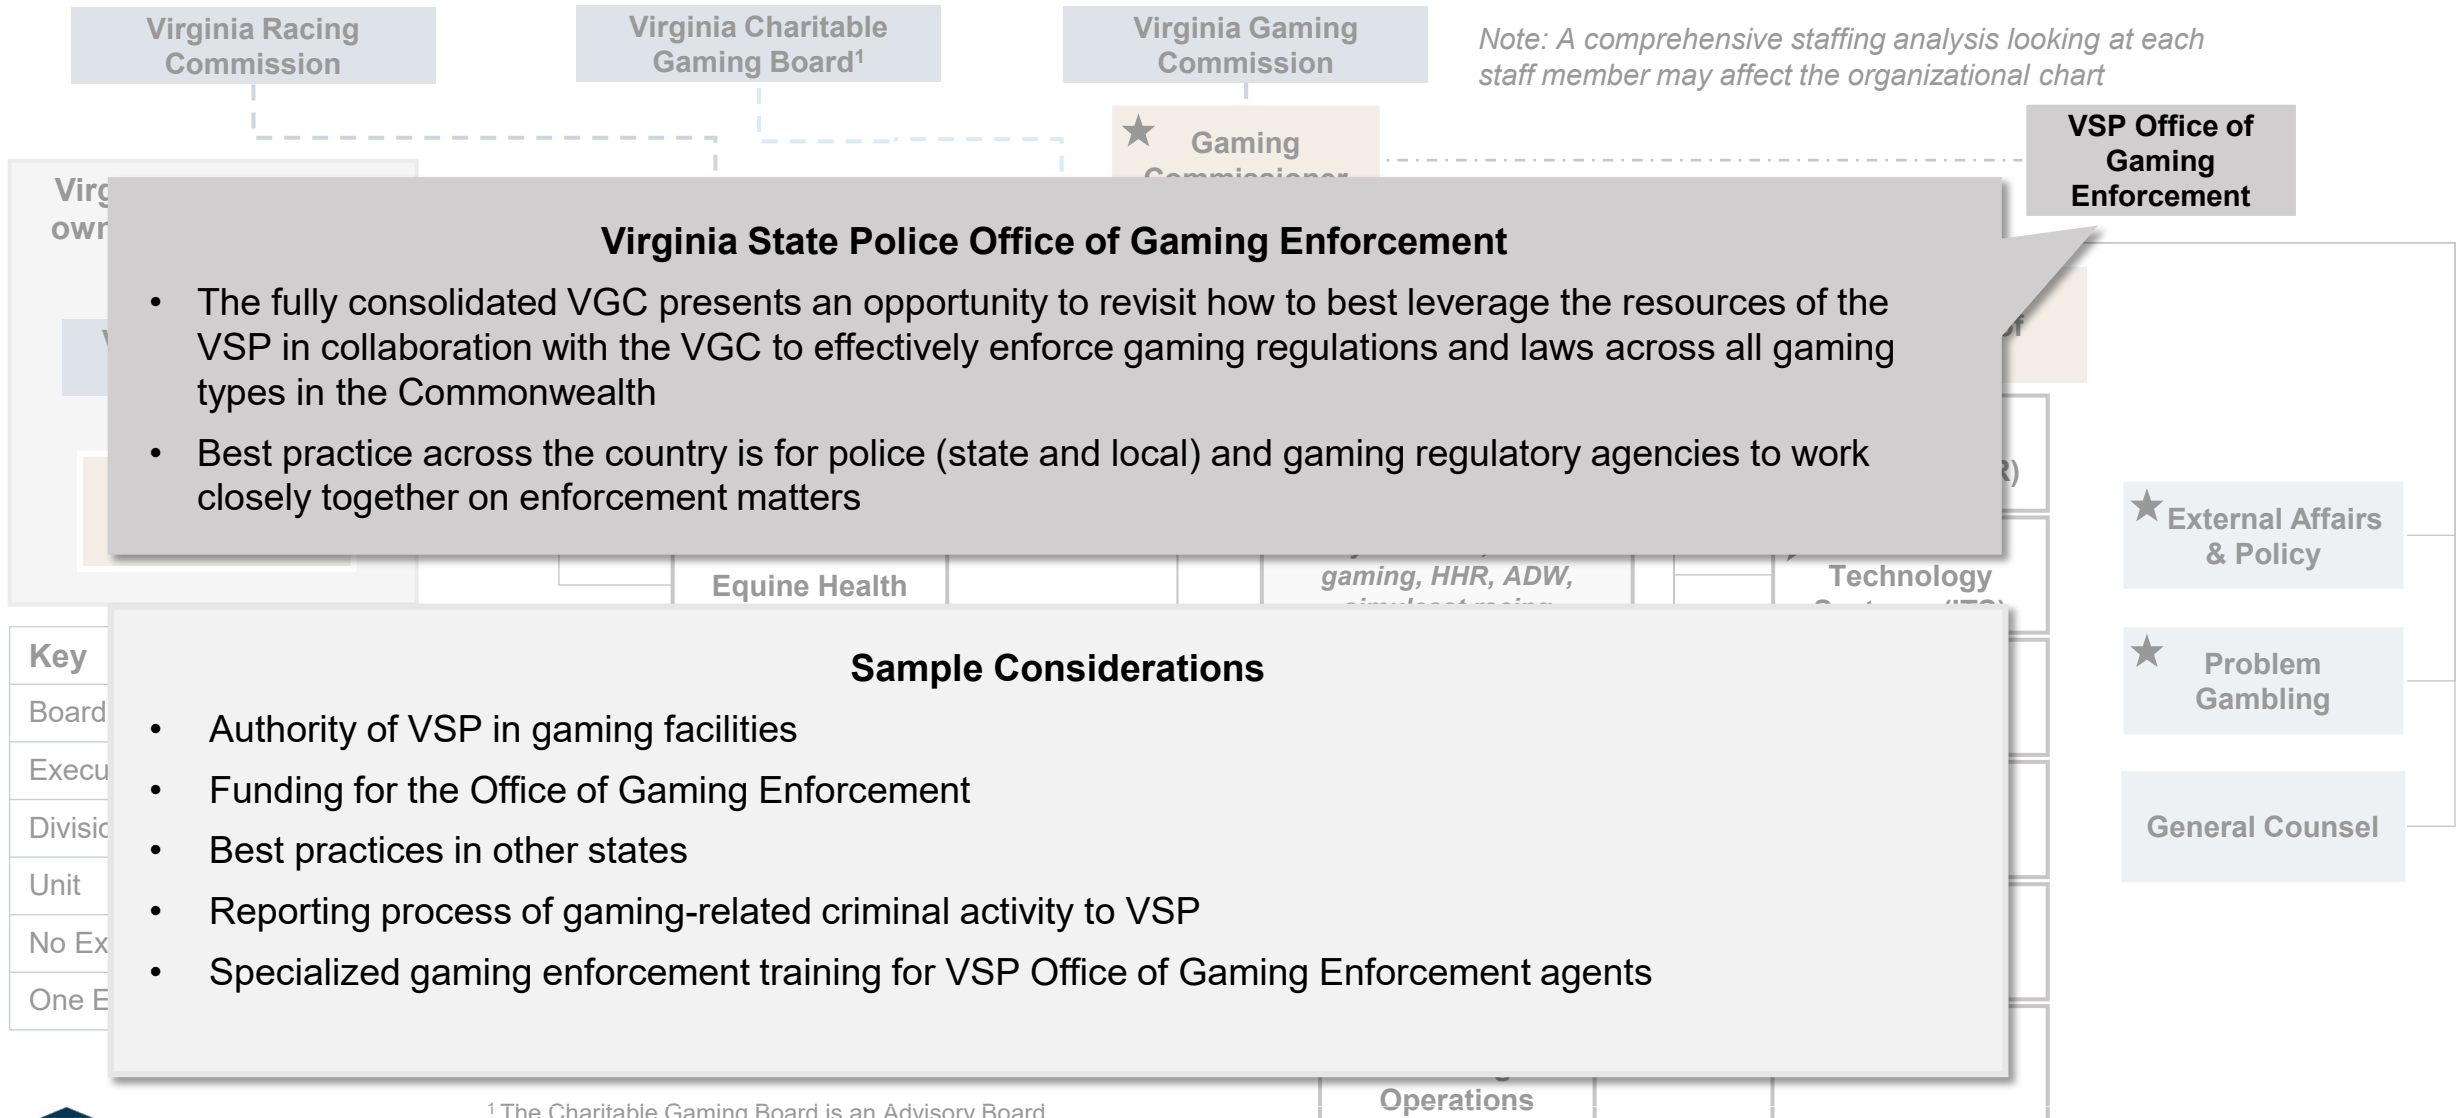 Virginia Racing
Commission
Virginia Charitable
Gaming Board¹
Virginia Gaming
Commission
Note: A comprehensive staffing analysis looking at each
staff member may affect the organizational chart
Gaming
Commissioner
VSP Office of
Gaming
Enforcement
Virginia State Police Office of Gaming Enforcement
• The fully consolidated VGC presents an opportunity to revisit how to best leverage the resources of the
VSP in collaboration with the VGC to effectively enforce gaming regulations and laws across all gaming
types in the Commonwealth
• Best practice across the country is for police (state and local) and gaming regulatory agencies to work
closely together on enforcement matters
Equine Health
gaming, HHR, ADW,
simulcast racing
Technology
External Affairs
& Policy
Problem
Gambling
General Counsel
Key
Board
Unit
Sample Considerations
• Authority of VSP in gaming facilities
• Funding for the Office of Gaming Enforcement
• Best practices in other states
• Reporting process of gaming-related criminal activity to VSP
• Specialized gaming enforcement training for VSP Office of Gaming Enforcement agents
Operations
¹ The Charitable Gaming Board is an Advisory Board